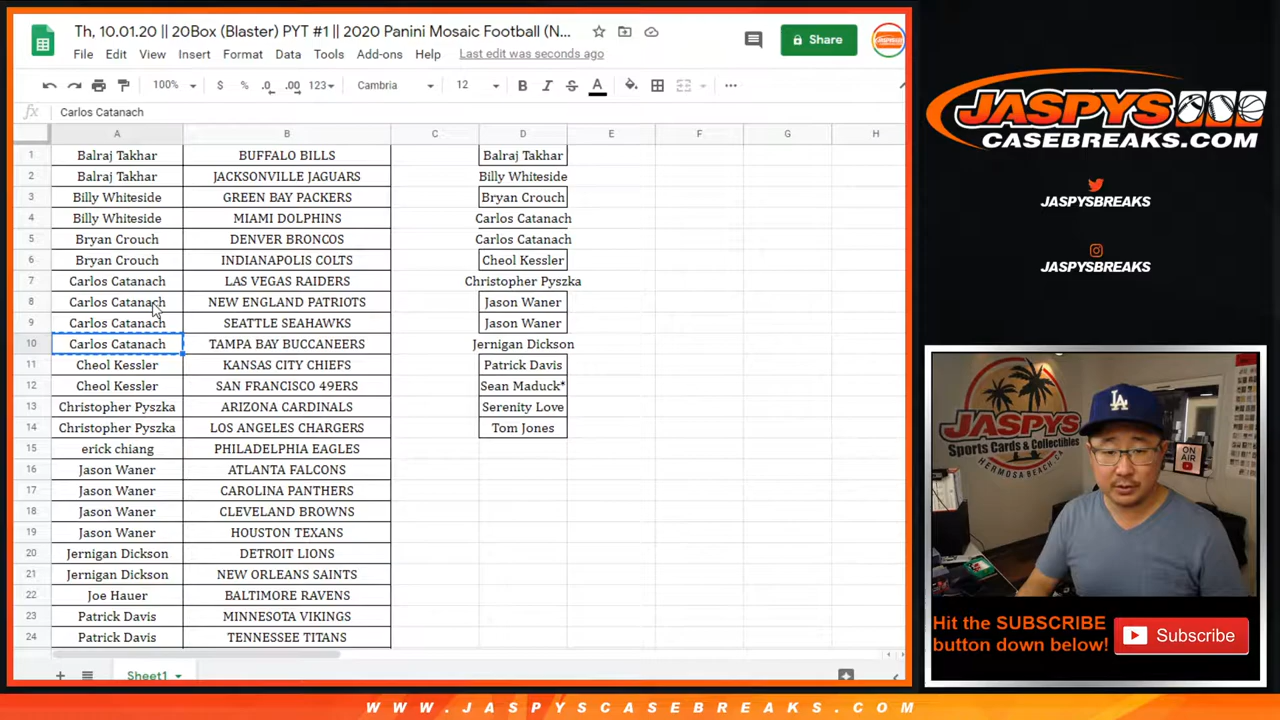 Th, 10.01.20 || 20Box (Blaster) PYT #1 || 2020 Panini Mosaic Football (N...
Share
File Edit View Insert Format Data Tools Add-ons Help Last edit was seconds ago
100% $ % .0 .00 123 Cambria 12 B I S A
fx Carlos Catanach
A B C D E F G H
1 Balraj Takhar BUFFALO BILLS Balraj Takhar
2 Balraj Takhar JACKSONVILLE JAGUARS Billy Whiteside
3 Billy Whiteside GREEN BAY PACKERS Bryan Crouch
4 Billy Whiteside MIAMI DOLPHINS Carlos Catanach
5 Bryan Crouch DENVER BRONCOS Carlos Catanach
6 Bryan Crouch INDIANAPOLIS COLTS Cheol Kessler
7 Carlos Catanach LAS VEGAS RAIDERS Christopher Pyszka
8 Carlos Catanach NEW ENGLAND PATRIOTS Jason Waner
9 Carlos Catanach SEATTLE SEAHAWKS Jason Waner
10 Carlos Catanach TAMPA BAY BUCCANEERS Jernigan Dickson
11 Cheol Kessler KANSAS CITY CHIEFS Patrick Davis
12 Cheol Kessler SAN FRANCISCO 49ERS Sean Maduck*
13 Christopher Pyszka ARIZONA CARDINALS Serenity Love
14 Christopher Pyszka LOS ANGELES CHARGERS Tom Jones
15 erick chiang PHILADELPHIA EAGLES
16 Jason Waner ATLANTA FALCONS
17 Jason Waner CAROLINA PANTHERS
18 Jason Waner CLEVELAND BROWNS
19 Jason Waner HOUSTON TEXANS
20 Jernigan Dickson DETROIT LIONS
21 Jernigan Dickson NEW ORLEANS SAINTS
22 Joe Hauer BALTIMORE RAVENS
23 Patrick Davis MINNESOTA VIKINGS
24 Patrick Davis TENNESSEE TITANS
Sheet1
JASPYS
CASEBREAKS.COM
JASPYSBREAKS
JASPYSBREAKS
JASPYS
Sports Cards & Collectibles
HERMOSA BEACH, CA
ON AIR
LA
Hit the SUBSCRIBE
button down below!
Subscribe
WWW.JASPYSCASEBREAKS.COM